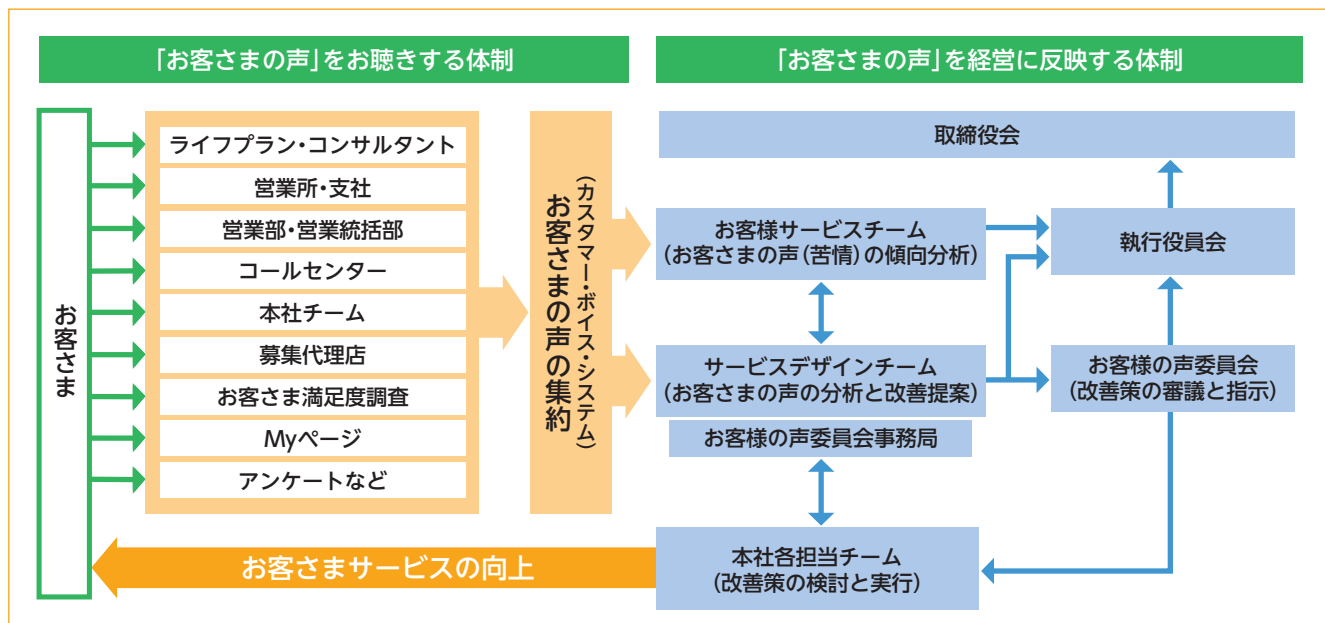 「お客さまの声」をお聴きする体制
「お客さまの声」を経営に反映する体制
お客さま
ライフプラン・コンサルタント
営業所・支社
営業部・営業統括部
コールセンター
本社チーム
募集代理店
お客さま満足度調査
Myページ
アンケートなど
お客さまの声の集約
(カスタマー・ボイス・システム)
取締役会
お客様サービスチーム
(お客さまの声(苦情)の傾向分析)
執行役員会
サービスデザインチーム
(お客さまの声の分析と改善提案)
お客様の声委員会
(改善策の審議と指示)
お客様の声委員会事務局
本社各担当チーム
(改善策の検討と実行)
お客さまサービスの向上